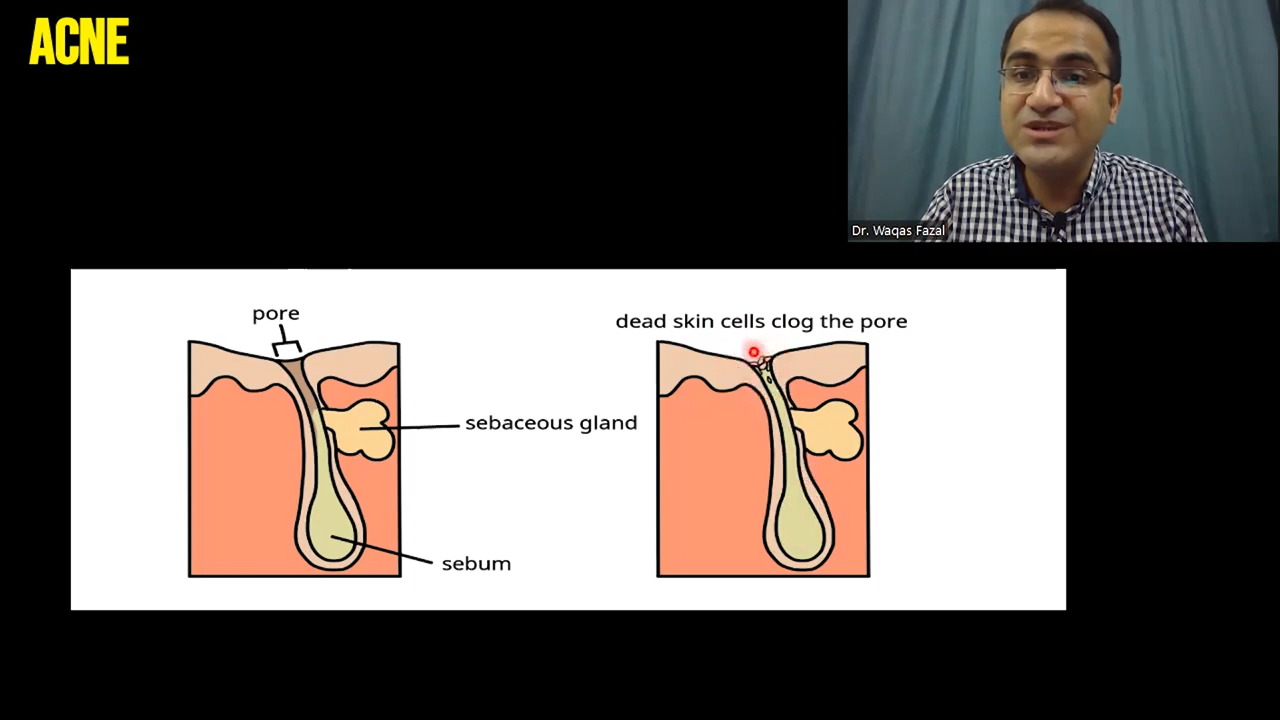 ACNE
Dr. Waqas Fazal
pore
dead skin cells clog the pore
sebaceous gland
sebum